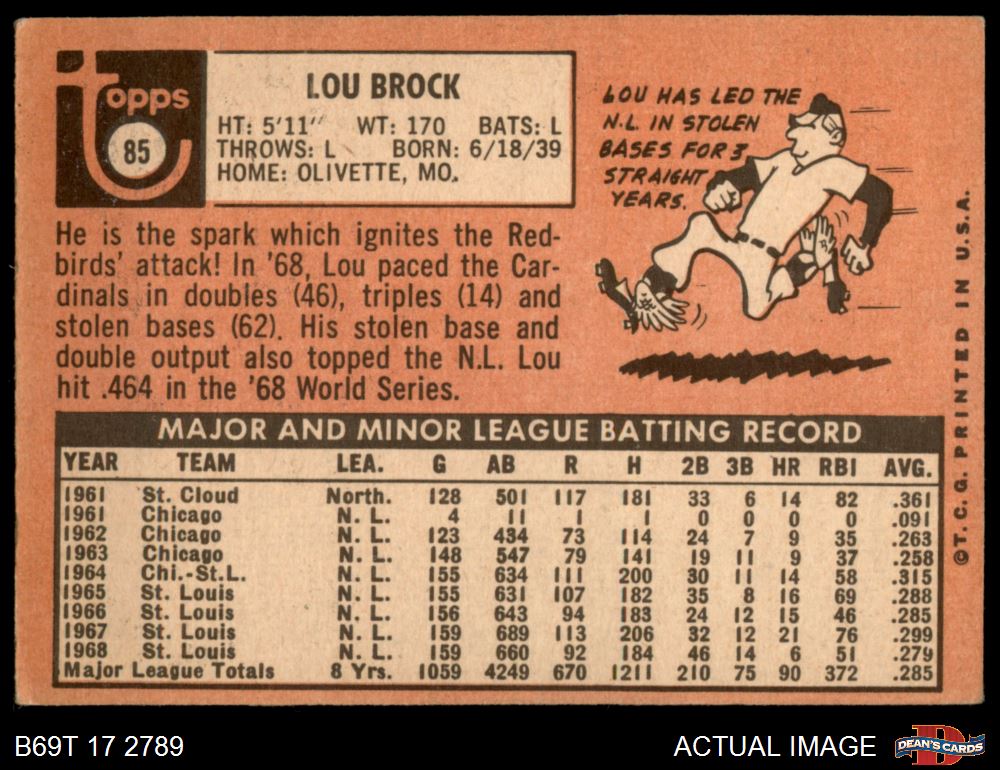 Topps
85
LOU BROCK
HT: 5'11" WT: 170 BATS: L
THROWS: L BORN: 6/18/39
HOME: OLIVETTE, MO.
LOU HAS LED THE
N.L. IN STOLEN
BASES FOR 3
STRAIGHT
YEARS.
He is the spark which ignites the Red-
birds' attack! In '68, Lou paced the Car-
dinals in doubles (46), triples (14) and
stolen bases (62). His stolen base and
double output also topped the N.L. Lou
hit .464 in the '68 World Series.
MAJOR AND MINOR LEAGUE BATTING RECORD
YEAR TEAM LEA. G AB R H 2B 3B HR RBI AVG.
1961 St. Cloud North. 128 501 117 181 33 6 14 82 .361
1961 Chicago N. L. 4 11 1 1 0 0 0 0 .091
1962 Chicago N. L. 123 434 73 114 24 7 9 35 .263
1963 Chicago N. L. 148 547 79 141 19 11 9 37 .258
1964 Chi.-St.L. N. L. 155 634 111 200 30 11 14 58 .315
1965 St. Louis N. L. 155 631 107 182 35 8 16 69 .288
1966 St. Louis N. L. 156 643 94 183 24 12 15 46 .285
1967 St. Louis N. L. 159 689 113 206 32 12 21 76 .299
1968 St. Louis N. L. 159 660 92 184 46 14 6 51 .279
Major League Totals 8 Yrs. 1059 4249 670 1211 210 75 90 372 .285
©T. C. G. PRINTED IN U.S.A.
B69T 17 2789
ACTUAL IMAGE
DEAN'S CARDS